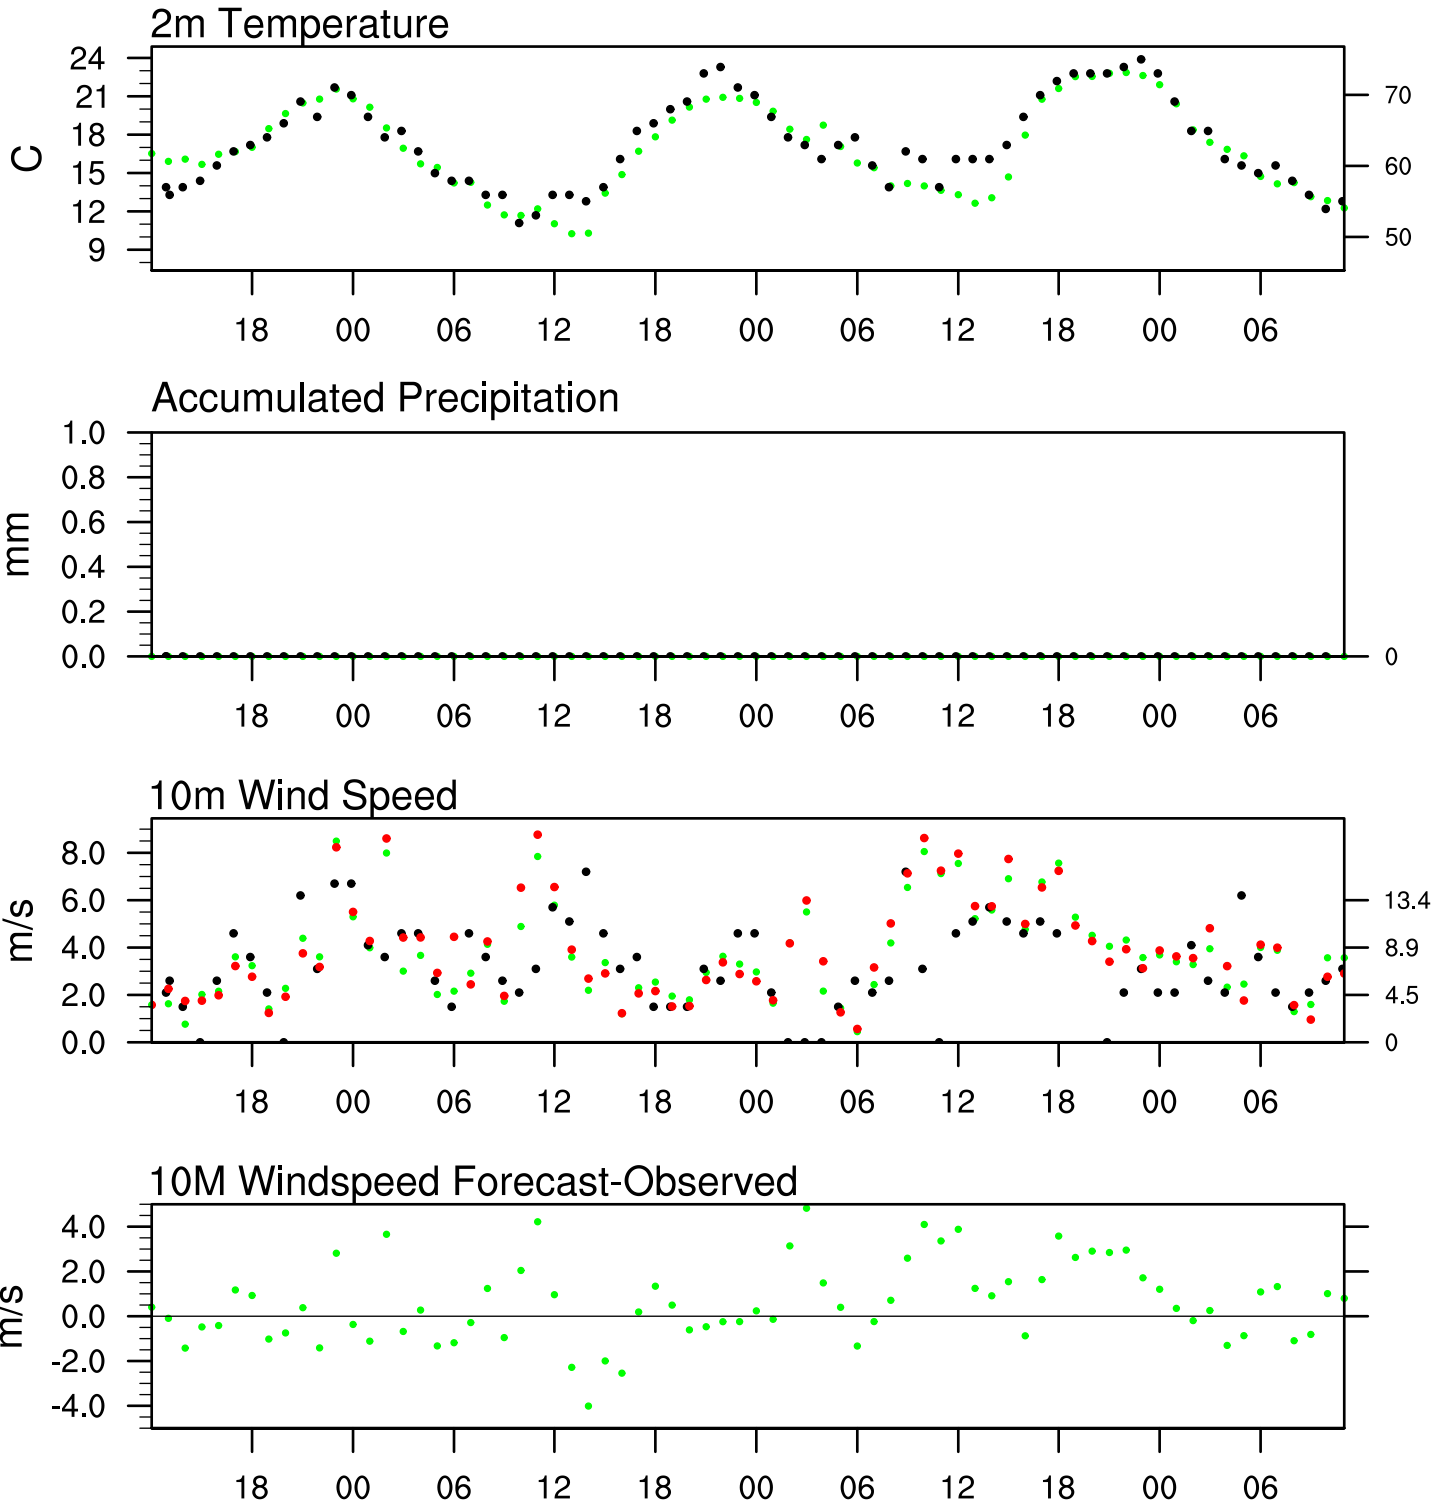 2m Temperature
24
21
18
15
12
9
C
70
60
50
18 00 06 12 18 00 06 12 18 00 06
Accumulated Precipitation
1.0
0.8
0.6
0.4
0.2
0.0
mm
0
18 00 06 12 18 00 06 12 18 00 06
10m Wind Speed
8.0
6.0
4.0
2.0
0.0
m/s
13.4
8.9
4.5
0
18 00 06 12 18 00 06 12 18 00 06
10M Windspeed Forecast-Observed
4.0
2.0
0.0
-2.0
-4.0
m/s
18 00 06 12 18 00 06 12 18 00 06